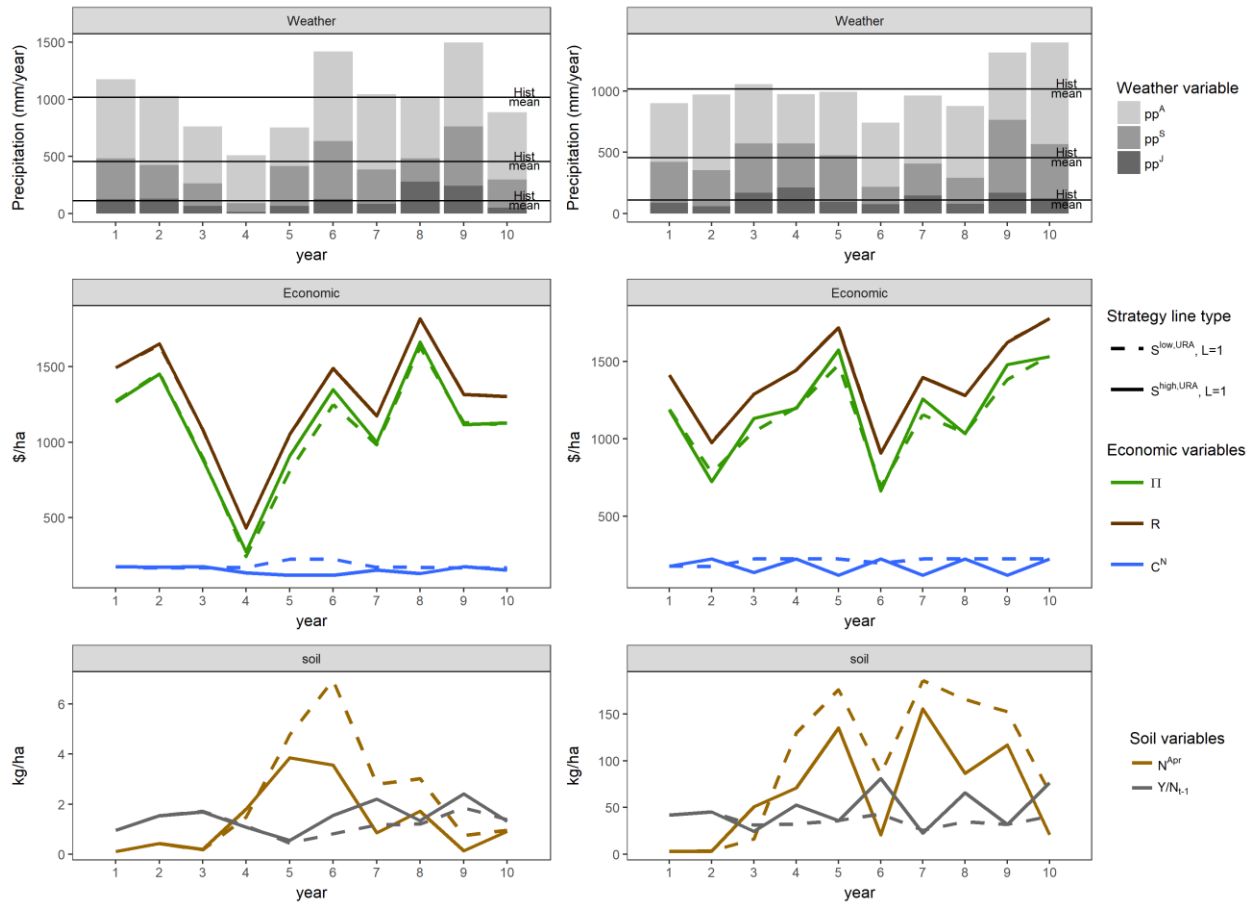 Weather
Precipitation (mm/year)
1500
1000
500
0
Hist
mean
Hist
mean
Hist
mean
1 2 3 4 5 6 7 8 9 10
year
Weather
Precipitation (mm/year)
1000
500
0
Hist
mean
Hist
mean
Hist
mean
1 2 3 4 5 6 7 8 9 10
year
Weather variable
pp^A
pp^S
pp^J
Economic
$/ha
1500
1000
500
1 2 3 4 5 6 7 8 9 10
year
Economic
$/ha
1500
1000
500
1 2 3 4 5 6 7 8 9 10
year
Strategy line type
S^low,URA, L=1
S^high,URA, L=1
Economic variables
Π
R
C^N
soil
kg/ha
6
4
2
0
1 2 3 4 5 6 7 8 9 10
year
soil
kg/ha
150
100
50
0
1 2 3 4 5 6 7 8 9 10
year
Soil variables
N^Apr
Y/N_t-1